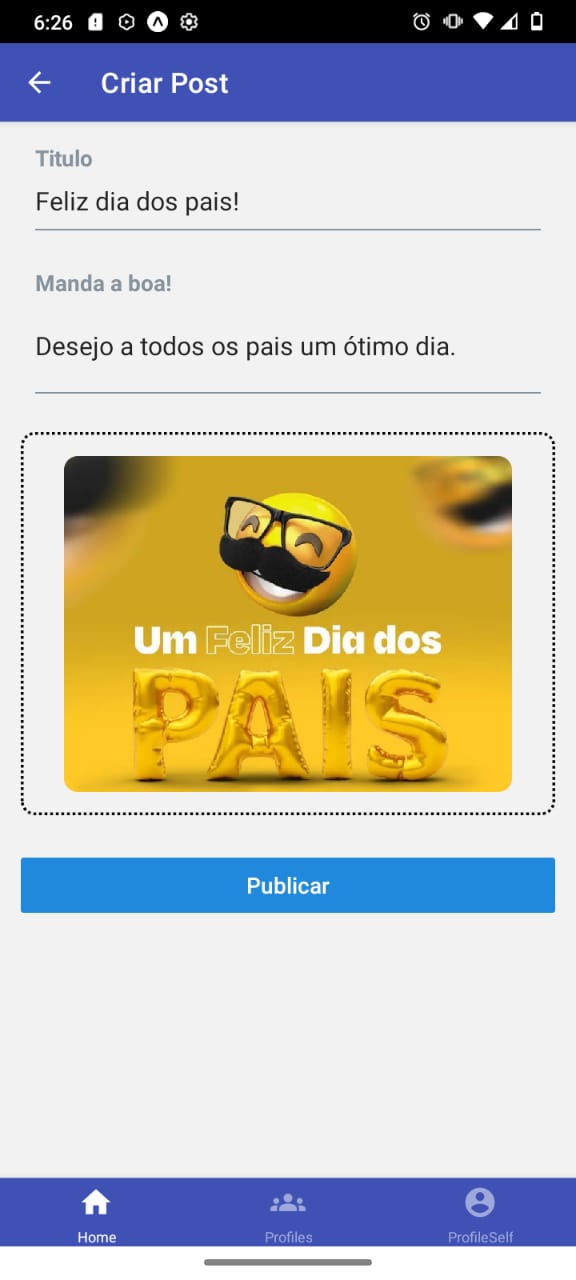 6:26
Criar Post
Titulo
Feliz dia dos pais!
Manda a boa!
Desejo a todos os pais um ótimo dia.
Um Feliz Dia dos
PAIS
Publicar
Home
Profiles
ProfileSelf